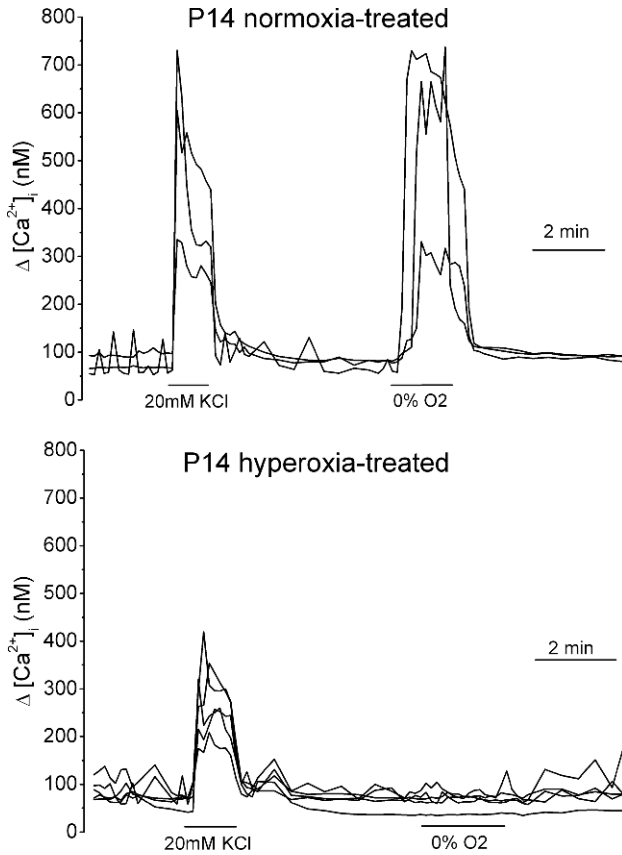 P14 normoxia-treated
800
700
600
500
400
300
200
100
0
Δ [Ca²⁺]ᵢ (nM)
2 min
20mM KCl
0% O2
P14 hyperoxia-treated
800
700
600
500
400
300
200
100
0
Δ [Ca²⁺]ᵢ (nM)
2 min
20mM KCl
0% O2